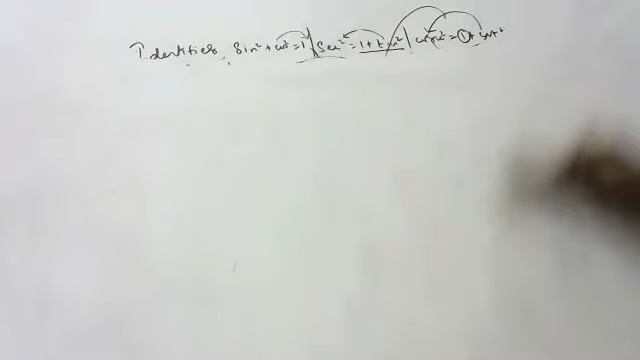 Identities : Sin² + cos² = 1 | Sec² = 1 + tan² | cosec² = 1 + cot²